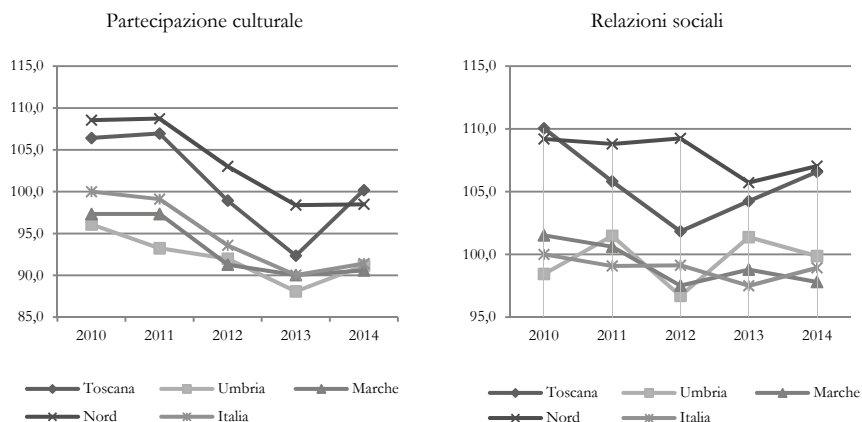 Partecipazione culturale
115,0
110,0
105,0
100,0
95,0
90,0
85,0
2010 2011 2012 2013 2014
Toscana Umbria Marche
Nord Italia
Relazioni sociali
115,0
110,0
105,0
100,0
95,0
2010 2011 2012 2013 2014
Toscana Umbria Marche
Nord Italia